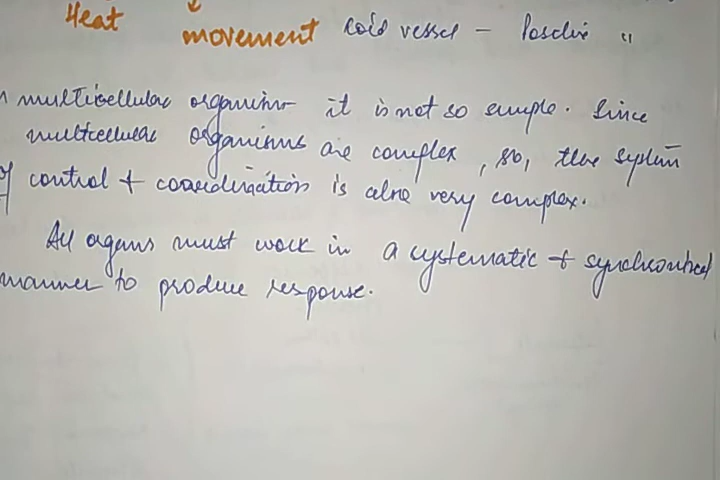 Heat movement cold vessel - Positive "
multicellular organism it is not so simple. Since
multicellular organisms are complex, so, their system
of control + coordination is also very complex.
All organs must work in a systematic + synchronised
manner to produce response.